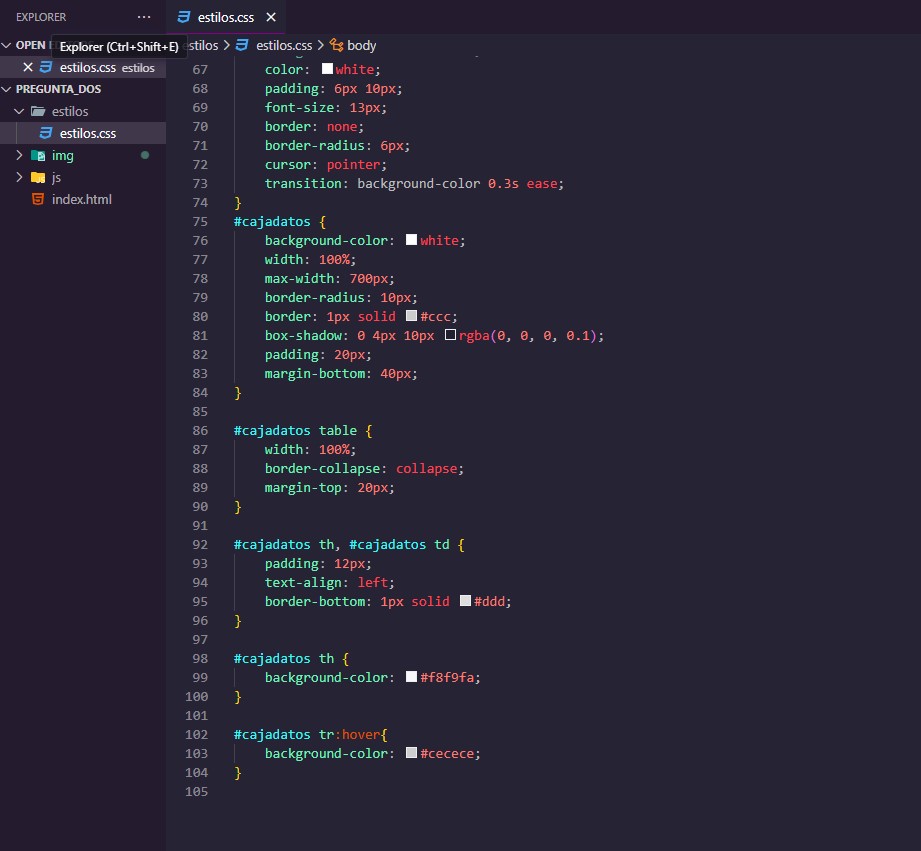 EXPLORER
···
estilos.css
OPEN E
Explorer (Ctrl+Shift+E)
estilos > estilos.css > body
estilos.css estilos
PREGUNTA_DOS
estilos
estilos.css
img
js
index.html
67 color: white;
68 padding: 6px 10px;
69 font-size: 13px;
70 border: none;
71 border-radius: 6px;
72 cursor: pointer;
73 transition: background-color 0.3s ease;
74 }
75 #cajadatos {
76 background-color: white;
77 width: 100%;
78 max-width: 700px;
79 border-radius: 10px;
80 border: 1px solid #ccc;
81 box-shadow: 0 4px 10px rgba(0, 0, 0, 0.1);
82 padding: 20px;
83 margin-bottom: 40px;
84 }
85
86 #cajadatos table {
87 width: 100%;
88 border-collapse: collapse;
89 margin-top: 20px;
90 }
91
92 #cajadatos th, #cajadatos td {
93 padding: 12px;
94 text-align: left;
95 border-bottom: 1px solid #ddd;
96 }
97
98 #cajadatos th {
99 background-color: #f8f9fa;
100 }
101
102 #cajadatos tr:hover{
103 background-color: #cecece;
104 }
105